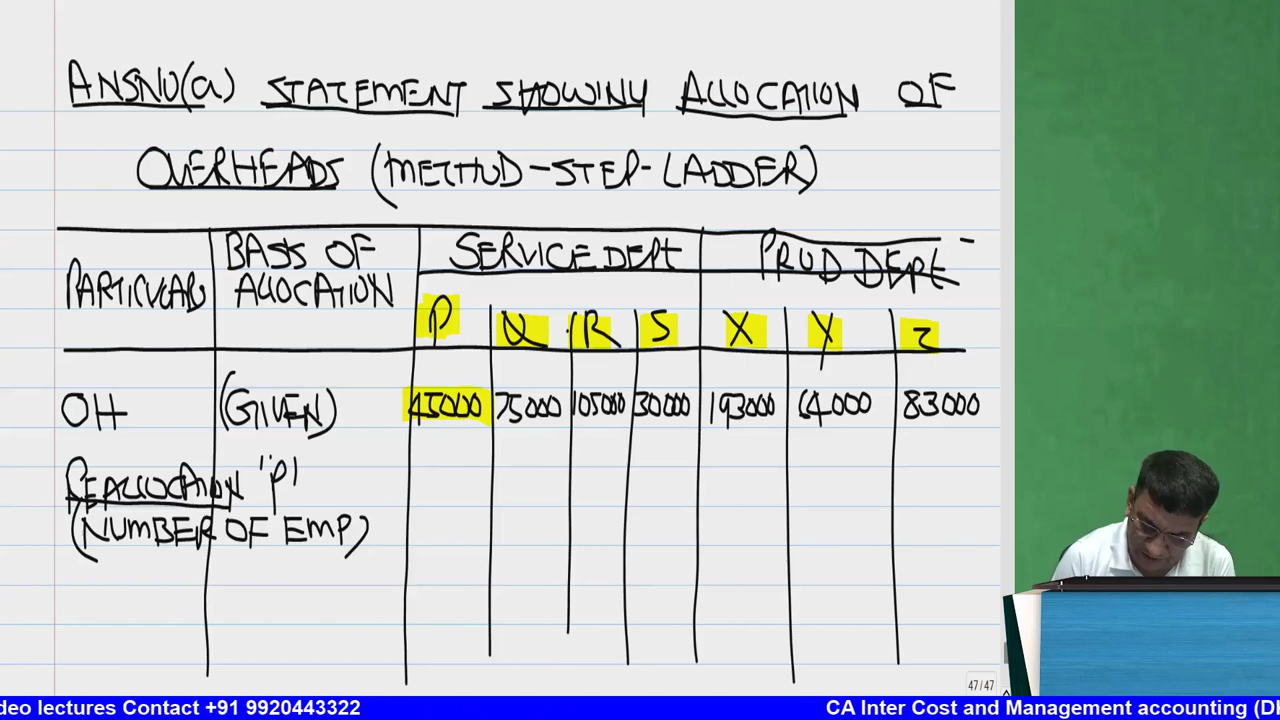 ANSNO(a) STATEMENT SHOWING ALLOCATION OF
OVERHEADS (METHOD-STEP-LADDER)
PARTICULARS BASIS OF ALLOCATION SERVICE DEPT PROD DEPT
P Q R S X Y Z
OH (GIVEN) 45000 75000 105000 30000 193000 64000 83000
REALLOCATION "P"
(NUMBER OF EMP)
47/47
deo lectures Contact +91 9920443322 CA Inter Cost and Management accounting (D